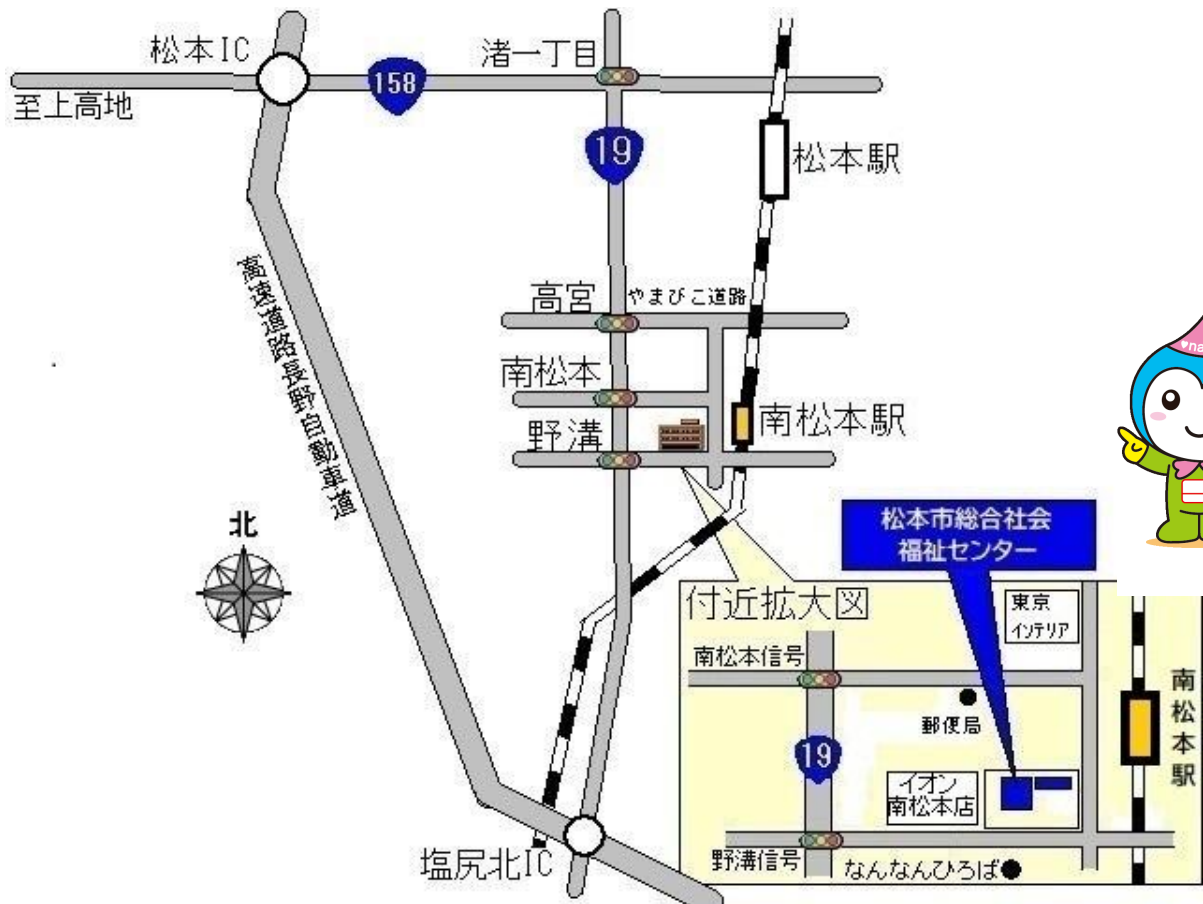 松本IC
渚一丁目
158
至上高地
19
松本駅
高速道路長野自動車道
高宮
やまびこ道路
南松本
南松本駅
野溝
北
松本市総合社会
福祉センター
付近拡大図
東京
インテリア
南松本信号
郵便局
南松本駅
19
イオン
南松本店
野溝信号
なんなんひろば
塩尻北IC
♥na